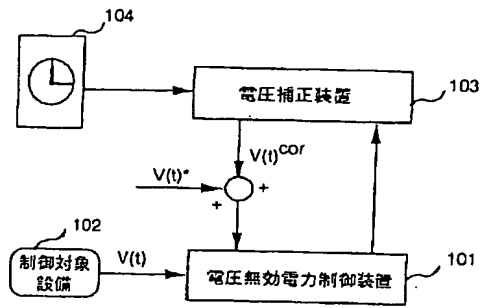 104
電圧補正装置
103
V(t)cor
V(t)*
+
+
102
制御対象
設備
V(t)
電圧無効電力制御装置
101